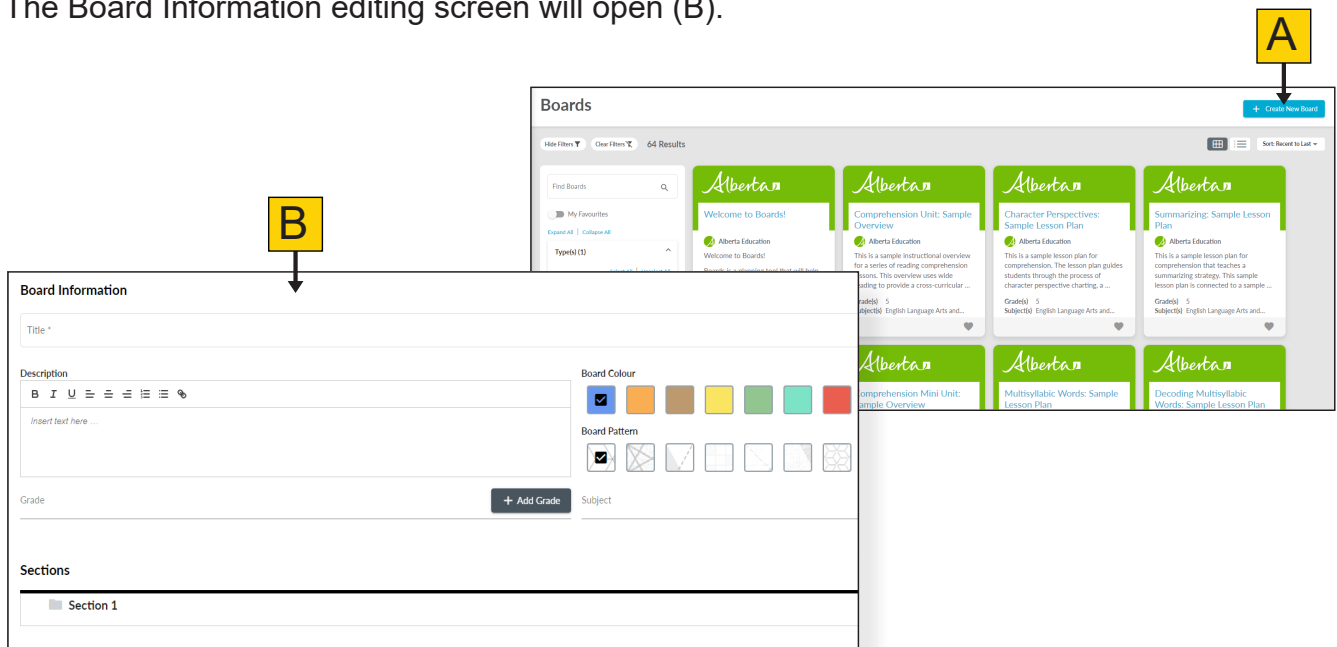 The Board Information editing screen will open (B).
A
Boards
+ Create New Board
Hide Filters
Clear Filters
64 Results
Sort: Recent to Last
Find Boards
My Favourites
Expand All | Collapse All
Type(s) (1)
Alberta
Welcome to Boards!
Alberta Education
Welcome to Boards!
Alberta
Comprehension Unit: Sample
Overview
Alberta Education
This is a sample instructional overview
for a series of reading comprehension
lessons. This overview uses wide
reading to provide a cross-curricular ...
Grade(s) 5
Subject(s) English Language Arts and...
Alberta
Character Perspectives:
Sample Lesson Plan
Alberta Education
This is a sample lesson plan for
comprehension. The lesson plan guides
students through the process of
character perspective charting, a ...
Grade(s) 5
Subject(s) English Language Arts and...
Alberta
Summarizing: Sample Lesson
Plan
Alberta Education
This is a sample lesson plan for
comprehension that teaches a
summarizing strategy. This sample
lesson plan is connected to a sample ...
Grade(s) 5
Subject(s) English Language Arts and...
Alberta
Comprehension Mini Unit:
Sample Overview
Alberta
Multisyllabic Words: Sample
Lesson Plan
Alberta
Decoding Multisyllabic
Words: Sample Lesson Plan
B
Board Information
Title *
Description
B I U
Insert text here ...
Board Colour
Board Pattern
Grade
+ Add Grade
Subject
Sections
Section 1